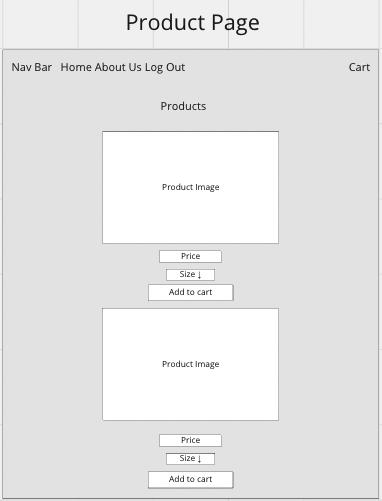 Product Page
Nav Bar Home About Us Log Out Cart
Products
Product Image
Price
Size ↓
Add to cart
Product Image
Price
Size ↓
Add to cart